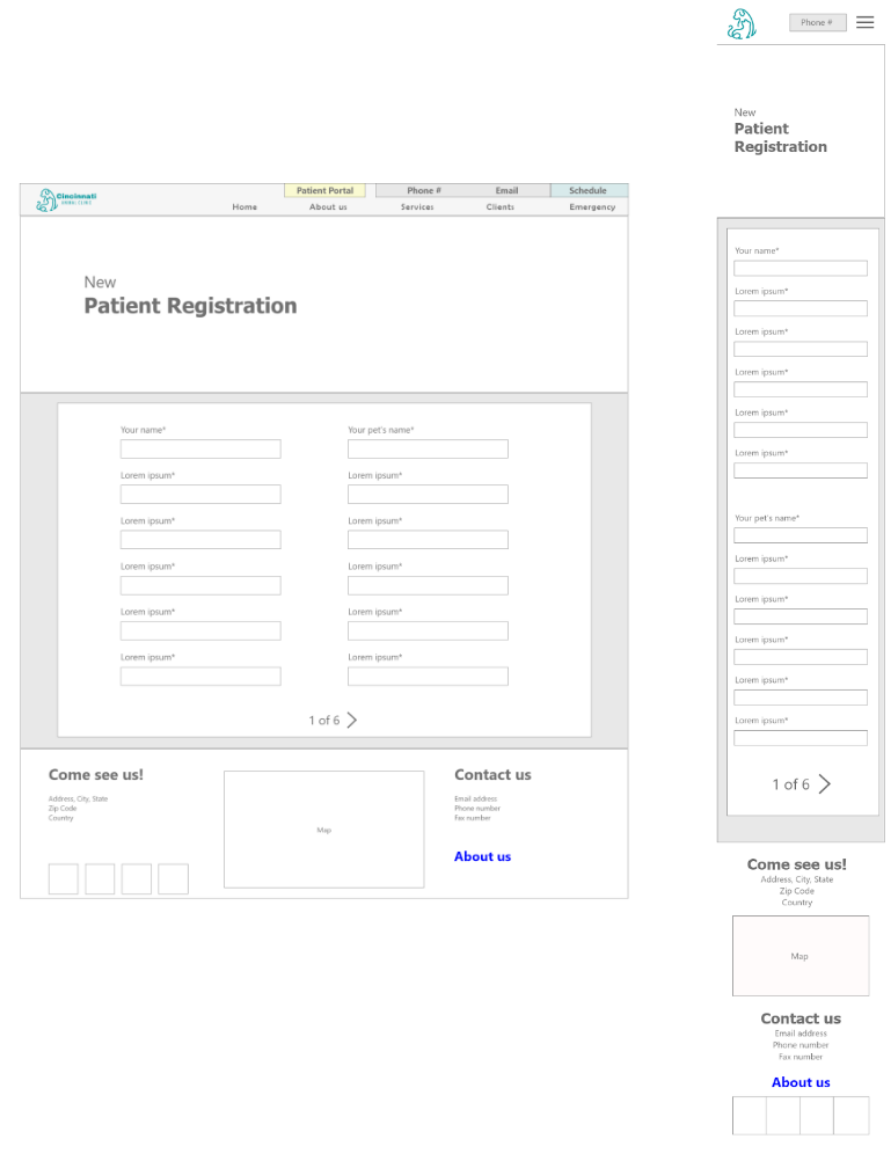 Cincinnati
ANIMAL CLINIC
Patient Portal
Phone #
Email
Schedule
Home
About us
Services
Clients
Emergency
New
Patient Registration
Your name*
Your pet's name*
Lorem ipsum*
Lorem ipsum*
Lorem ipsum*
Lorem ipsum*
Lorem ipsum*
Lorem ipsum*
Lorem ipsum*
Lorem ipsum*
Lorem ipsum*
Lorem ipsum*
1 of 6
Come see us!
Address, City, State
Zip Code
Country
Map
Contact us
Email address
Phone number
Fax number
About us
Phone #
New
Patient
Registration
Your name*
Lorem ipsum*
Lorem ipsum*
Lorem ipsum*
Lorem ipsum*
Lorem ipsum*
Your pet's name*
Lorem ipsum*
Lorem ipsum*
Lorem ipsum*
Lorem ipsum*
Lorem ipsum*
1 of 6
Come see us!
Address, City, State
Zip Code
Country
Map
Contact us
Email address
Phone number
Fax number
About us